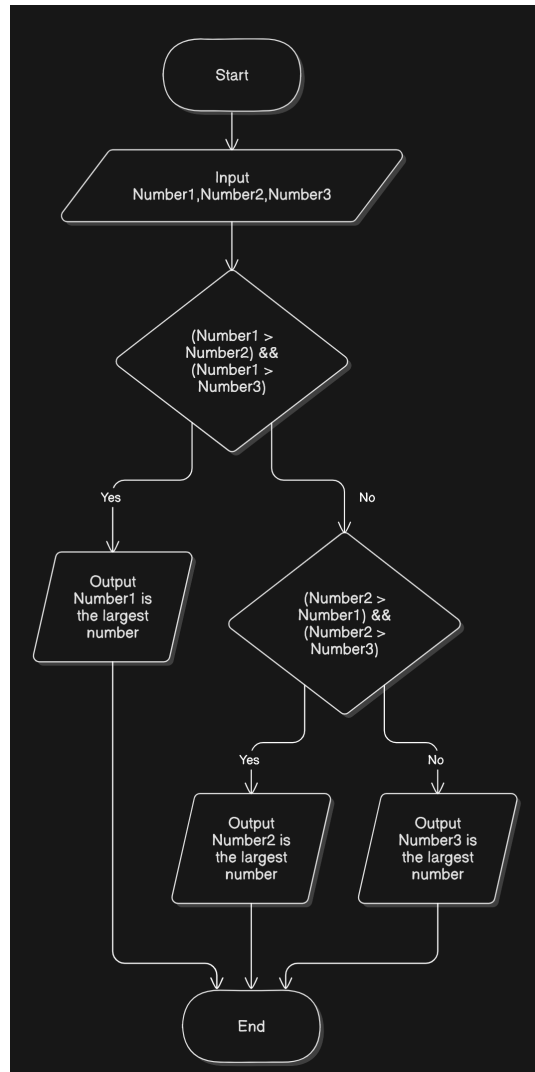 Start
Input
Number1,Number2,Number3
(Number1 >
Number2) &&
(Number1 >
Number3)
Yes
No
Output
Number1 is
the largest
number
(Number2 >
Number1) &&
(Number2 >
Number3)
Yes
No
Output
Number2 is
the largest
number
Output
Number3 is
the largest
number
End